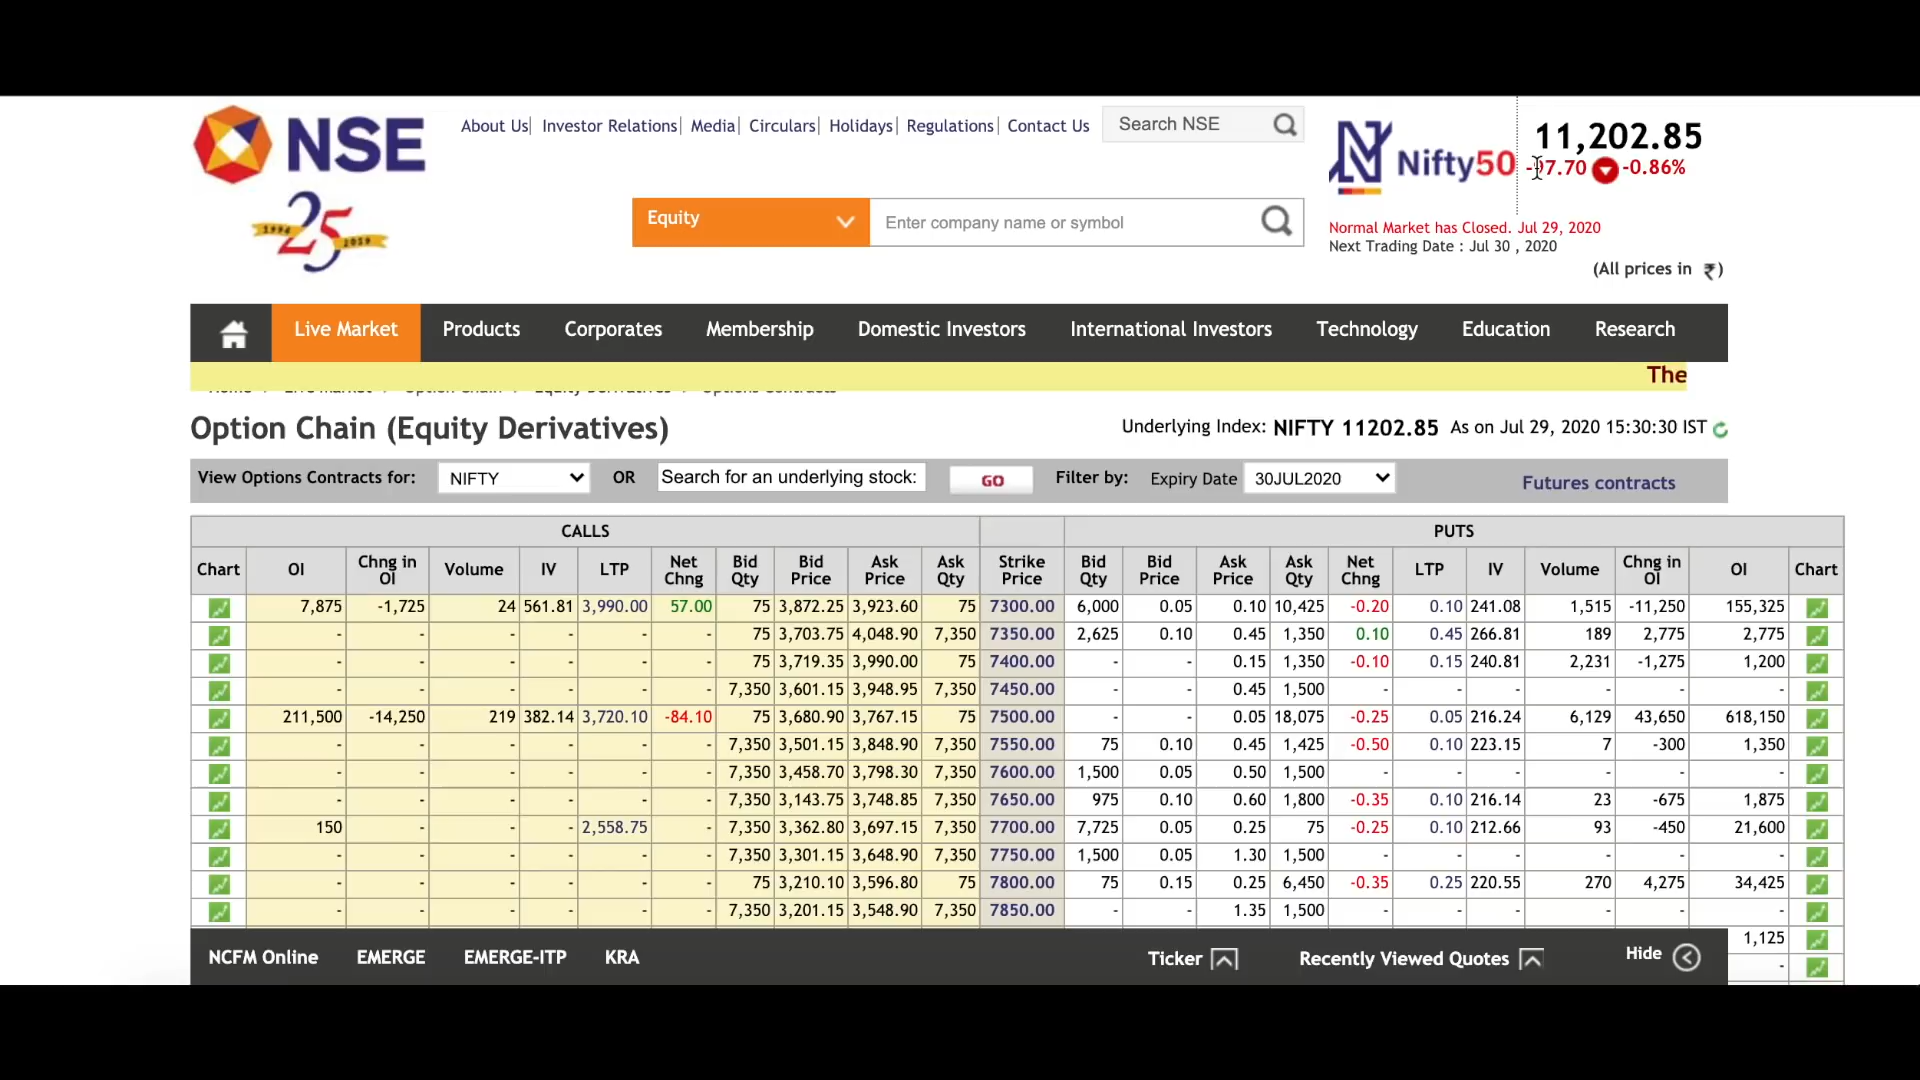 NSE
1994 25 2019
About Us| Investor Relations| Media| Circulars| Holidays| Regulations| Contact Us
Search NSE
Equity
Enter company name or symbol
Nifty50
11,202.85
7.70 -0.86%
Normal Market has Closed. Jul 29, 2020
Next Trading Date : Jul 30 , 2020
(All prices in ₹)
Live Market Products Corporates Membership Domestic Investors International Investors Technology Education Research
The
Option Chain (Equity Derivatives)
Underlying Index: NIFTY 11202.85 As on Jul 29, 2020 15:30:30 IST
View Options Contracts for: NIFTY OR Search for an underlying stock: GO Filter by: Expiry Date 30JUL2020 Futures contracts
CALLS PUTS
Chart OI Chng in OI Volume IV LTP Net Chng Bid Qty Bid Price Ask Price Ask Qty Strike Price Bid Qty Bid Price Ask Price Ask Qty Net Chng LTP IV Volume Chng in OI OI Chart
7,875 -1,725 24 561.81 3,990.00 57.00 75 3,872.25 3,923.60 75 7300.00 6,000 0.05 0.10 10,425 -0.20 0.10 241.08 1,515 -11,250 155,325
- - - - - - 75 3,703.75 4,048.90 7,350 7350.00 2,625 0.10 0.45 1,350 0.10 0.45 266.81 189 2,775 2,775
- - - - - - 75 3,719.35 3,990.00 75 7400.00 - - 0.15 1,350 -0.10 0.15 240.81 2,231 -1,275 1,200
- - - - - - 7,350 3,601.15 3,948.95 7,350 7450.00 - - 0.45 1,500 - - - - - -
211,500 -14,250 219 382.14 3,720.10 -84.10 75 3,680.90 3,767.15 75 7500.00 - - 0.05 18,075 -0.25 0.05 216.24 6,129 43,650 618,150
- - - - - - 7,350 3,501.15 3,848.90 7,350 7550.00 75 0.10 0.45 1,425 -0.50 0.10 223.15 7 -300 1,350
- - - - - - 7,350 3,458.70 3,798.30 7,350 7600.00 1,500 0.05 0.50 1,500 - - - - - -
- - - - - - 7,350 3,143.75 3,748.85 7,350 7650.00 975 0.10 0.60 1,800 -0.35 0.10 216.14 23 -675 1,875
150 - - - 2,558.75 - 7,350 3,362.80 3,697.15 7,350 7700.00 7,725 0.05 0.25 75 -0.25 0.10 212.66 93 -450 21,600
- - - - - - 7,350 3,301.15 3,648.90 7,350 7750.00 1,500 0.05 1.30 1,500 - - - - - -
- - - - - - 75 3,210.10 3,596.80 75 7800.00 75 0.15 0.25 6,450 -0.35 0.25 220.55 270 4,275 34,425
- - - - - - 7,350 3,201.15 3,548.90 7,350 7850.00 - - 1.35 1,500 - - - - - -
1,125
-
NCFM Online EMERGE EMERGE-ITP KRA Ticker Recently Viewed Quotes Hide